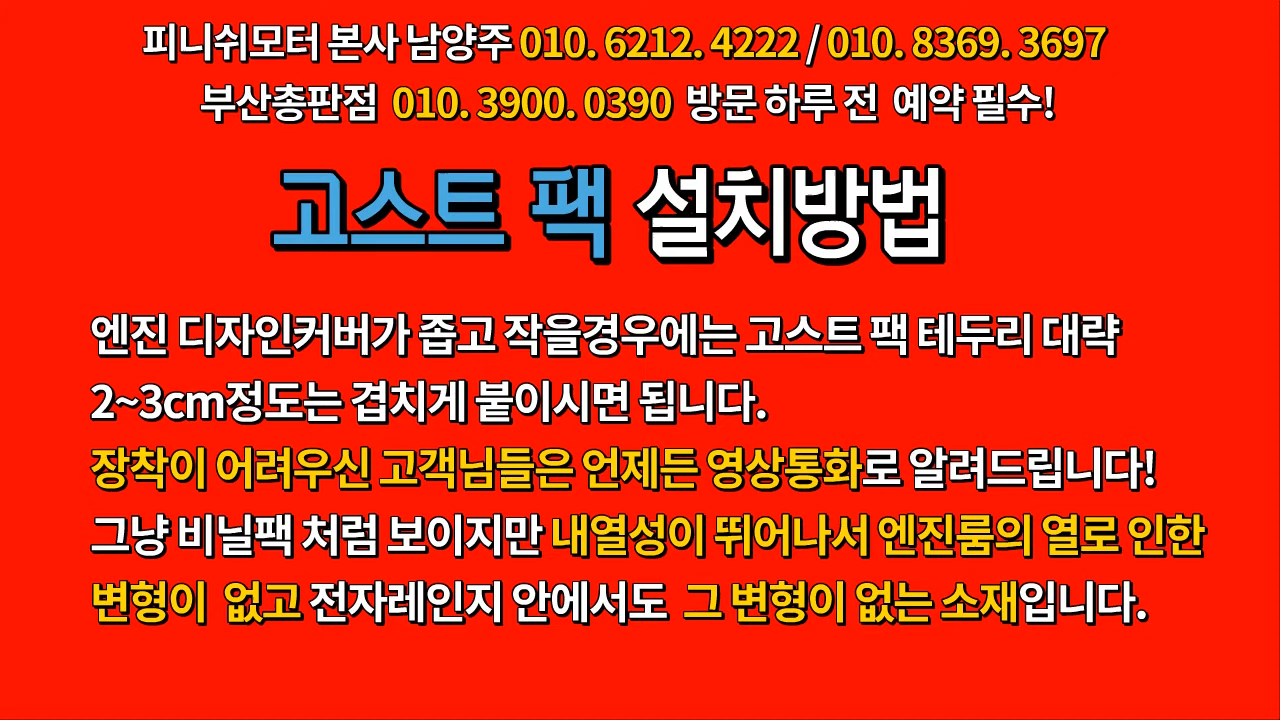 피니쉬모터 본사 남양주 010. 6212. 4222 / 010. 8369. 3697
부산총판점 010. 3900. 0390 방문 하루 전 예약 필수!
고스트 팩 설치방법
엔진 디자인커버가 좁고 작을경우에는 고스트 팩 테두리 대략
2~3cm정도는 겹치게 붙이시면 됩니다.
장착이 어려우신 고객님들은 언제든 영상통화로 알려드립니다!
그냥 비닐팩 처럼 보이지만 내열성이 뛰어나서 엔진룸의 열로 인한
변형이 없고 전자레인지 안에서도 그 변형이 없는 소재입니다.